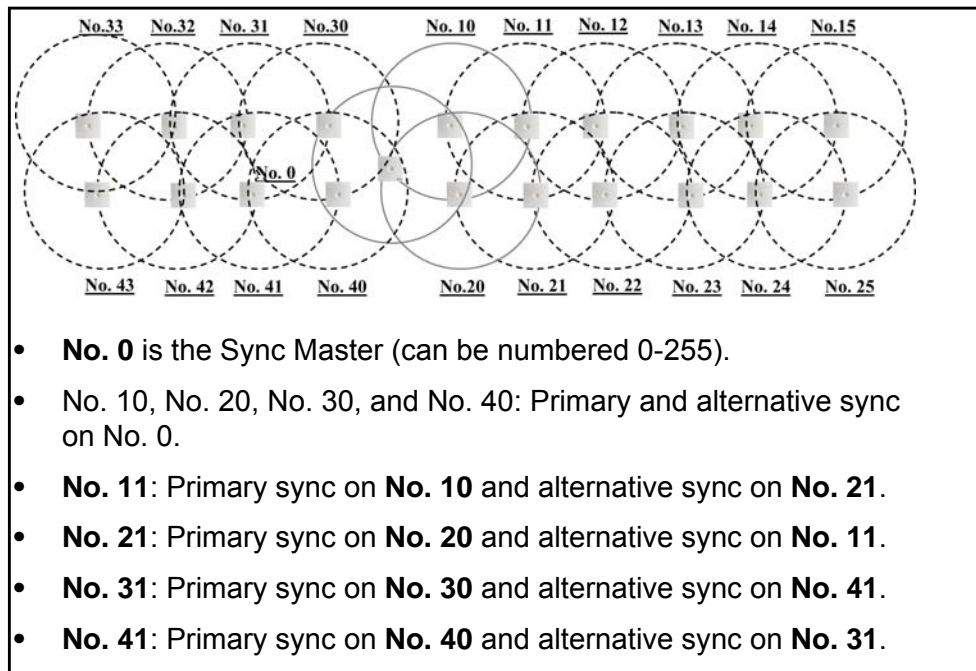 No.33 No.32 No. 31 No.30 No. 10 No. 11 No. 12 No.13 No. 14 No.15
No. 0
No. 43 No. 42 No. 41 No. 40 No.20 No. 21 No. 22 No. 23 No. 24 No. 25
• No. 0 is the Sync Master (can be numbered 0-255).
• No. 10, No. 20, No. 30, and No. 40: Primary and alternative sync
on No. 0.
• No. 11: Primary sync on No. 10 and alternative sync on No. 21.
• No. 21: Primary sync on No. 20 and alternative sync on No. 11.
• No. 31: Primary sync on No. 30 and alternative sync on No. 41.
• No. 41: Primary sync on No. 40 and alternative sync on No. 31.